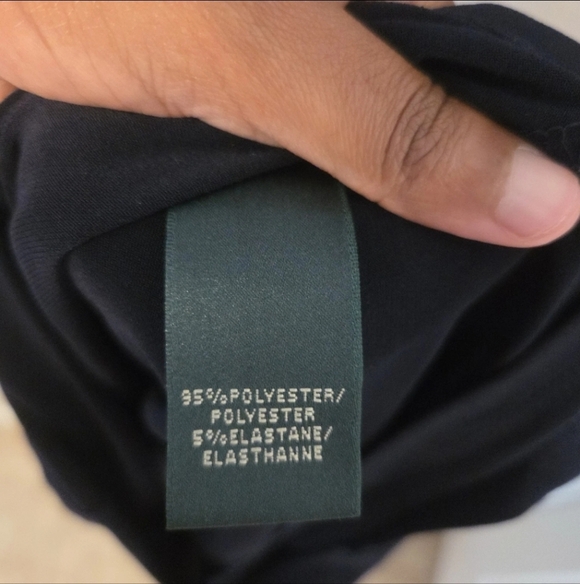 95%POLYESTER/
POLYESTER
5%ELASTANE/
ELASTHANNE